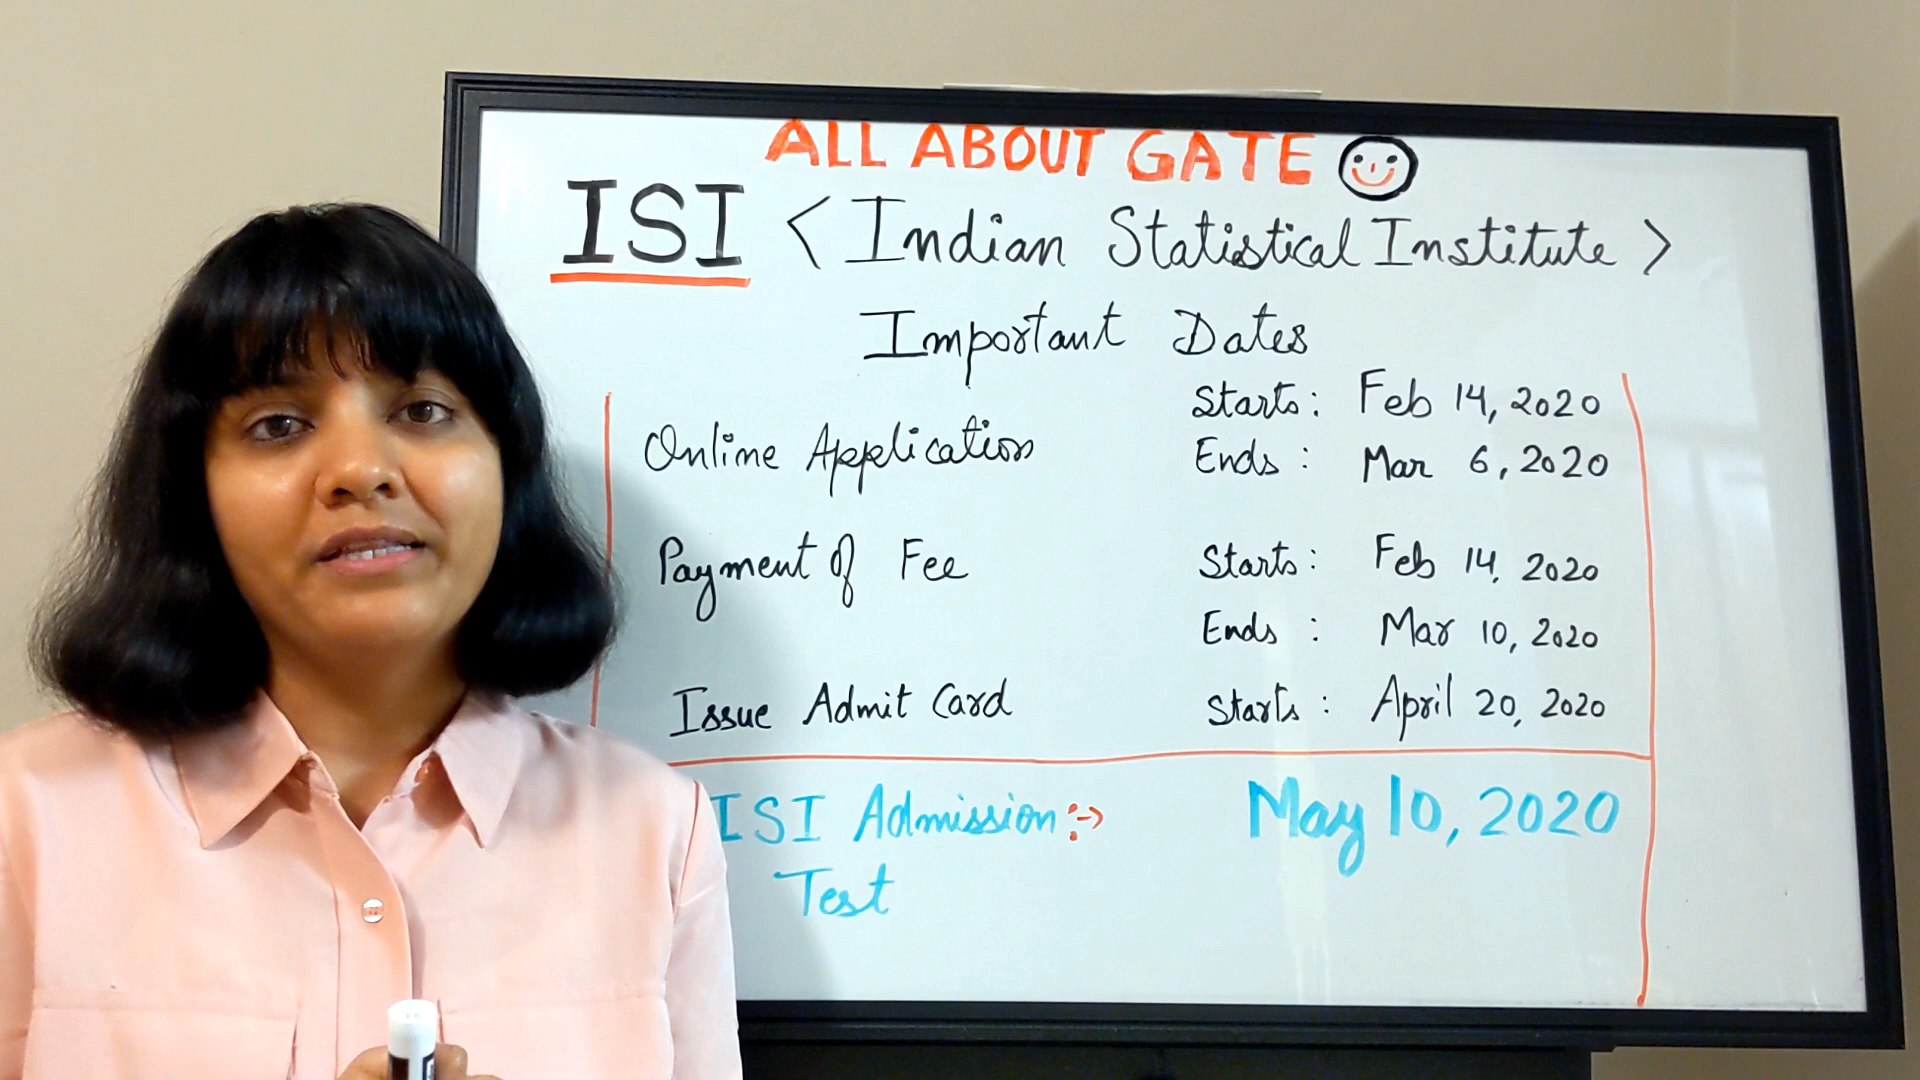 ALL ABOUT GATE
ISI < Indian Statistical Institute >
Important Dates
Starts: Feb 14, 2020
Online Application
Ends: Mar 6, 2020
Payment of Fee Starts: Feb 14, 2020
Ends: Mar 10, 2020
Issue Admit Card Starts: April 20, 2020
ISI Admission :→ May 10, 2020
Test